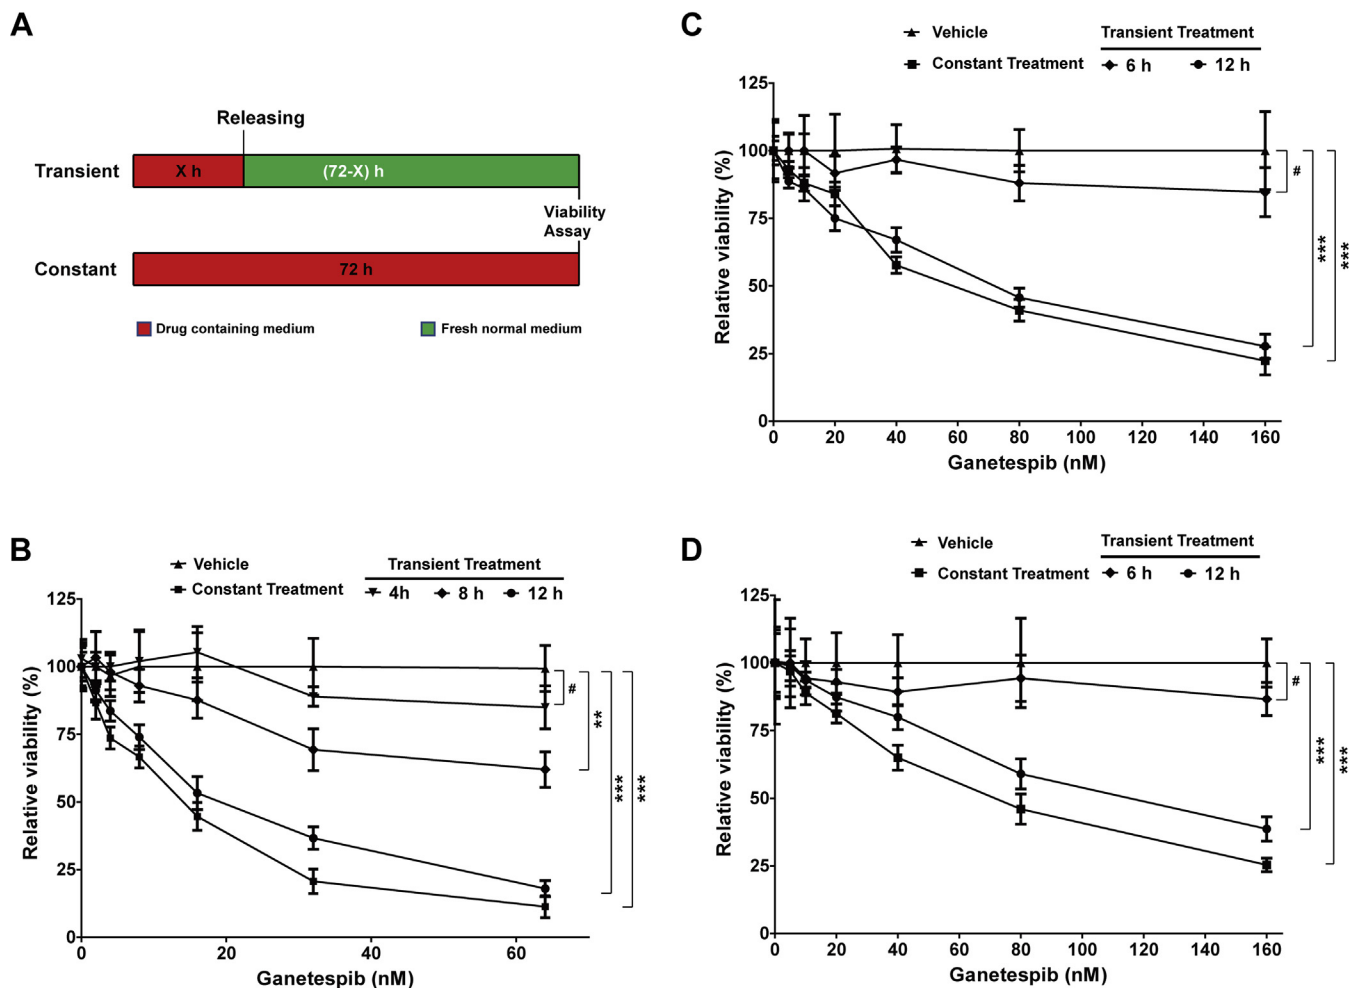 A
Releasing
Transient
X h
(72-X) h
Viability
Assay
Constant
72 h
Drug containing medium
Fresh normal medium
B
Vehicle
Transient Treatment
Constant Treatment
4h
8 h
12 h
125
100
75
50
25
0
Relative viability (%)
0
20
40
60
Ganetespib (nM)
#
**
***
***
C
Vehicle
Transient Treatment
Constant Treatment
6 h
12 h
125
100
75
50
25
0
Relative viability (%)
0
20
40
60
80
100
120
140
160
Ganetespib (nM)
#
***
***
D
Vehicle
Transient Treatment
Constant Treatment
6 h
12 h
125
100
75
50
25
0
Relative viability (%)
0
20
40
60
80
100
120
140
160
Ganetespib (nM)
#
***
***